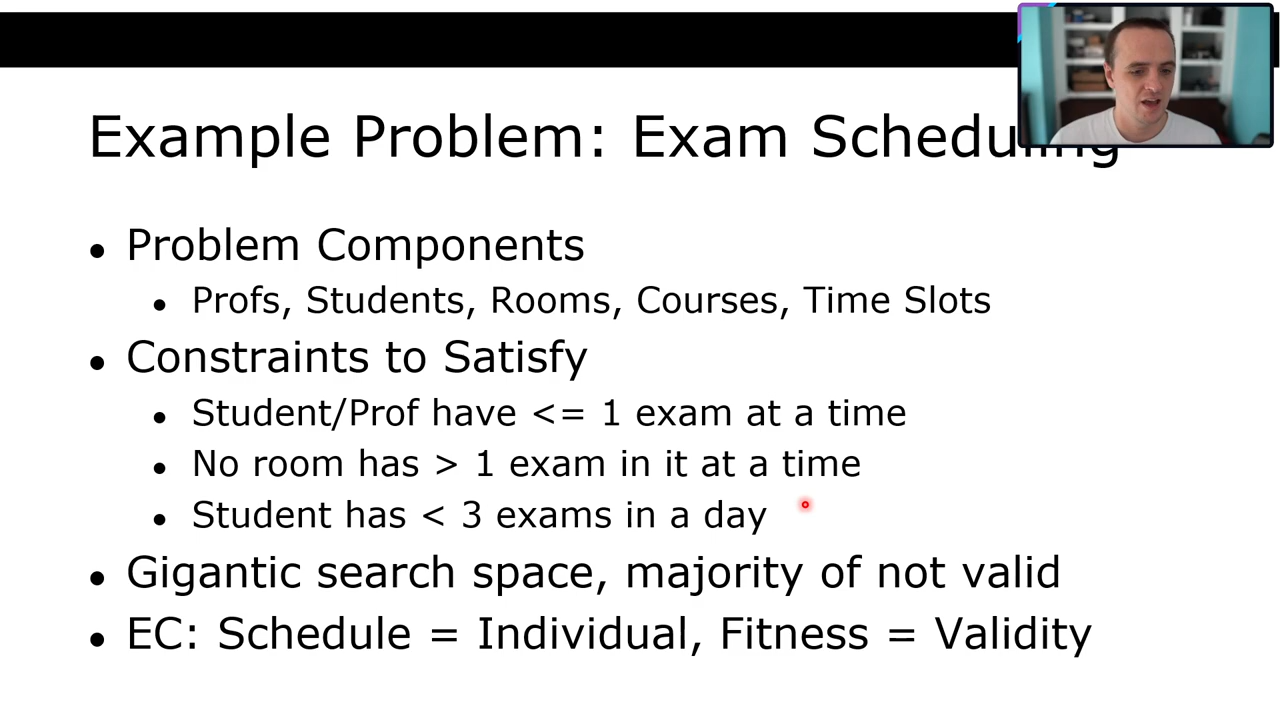 Example Problem: Exam Scheduling
• Problem Components
• Profs, Students, Rooms, Courses, Time Slots
• Constraints to Satisfy
• Student/Prof have <= 1 exam at a time
• No room has > 1 exam in it at a time
• Student has < 3 exams in a day
• Gigantic search space, majority of not valid
• EC: Schedule = Individual, Fitness = Validity